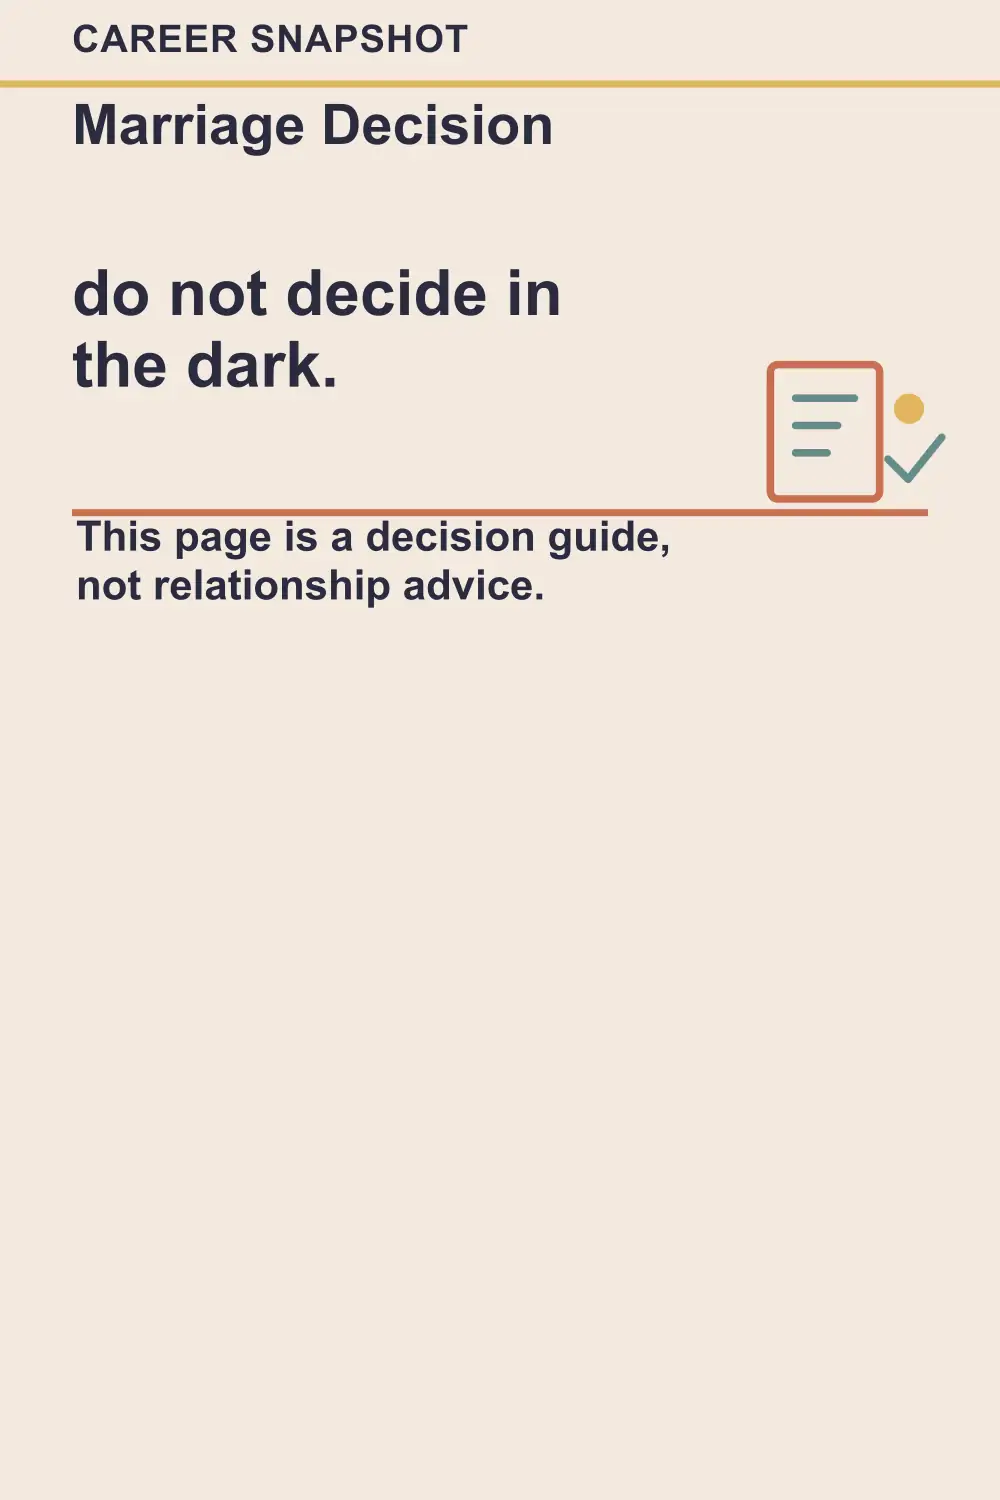 CAREER SNAPSHOT
Marriage Decision
do not decide in
the dark.
This page is a decision guide,
not relationship advice.